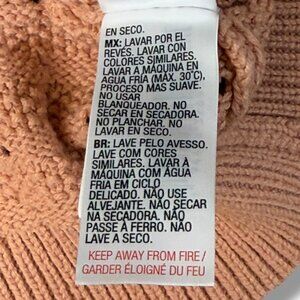 EN SECO.
MX: LAVAR POR EL
REVÉS. LAVAR CON
COLORES SIMILARES.
LAVAR A MÁQUINA EN
AGUA FRÍA (MÁX. 30°C).
PROCESO MAS SUAVE.
NO USAR
BLANQUEADOR. NO
SECAR EN SECADORA.
NO PLANCHAR. NO
LAVAR EN SECO.
BR: LAVE PELO AVESSO.
LAVE COM CORES
SIMILARES. LAVAR À
MÁQUINA COM ÁGUA
FRIA EM CICLO
DELICADO. NÃO USE
ALVEJANTE. NÃO SECAR
NA SECADORA. NÃO
PASSE À FERRO. NÃO
LAVE A SECO.
KEEP AWAY FROM FIRE /
GARDER ÉLOIGNÉ DU FEU